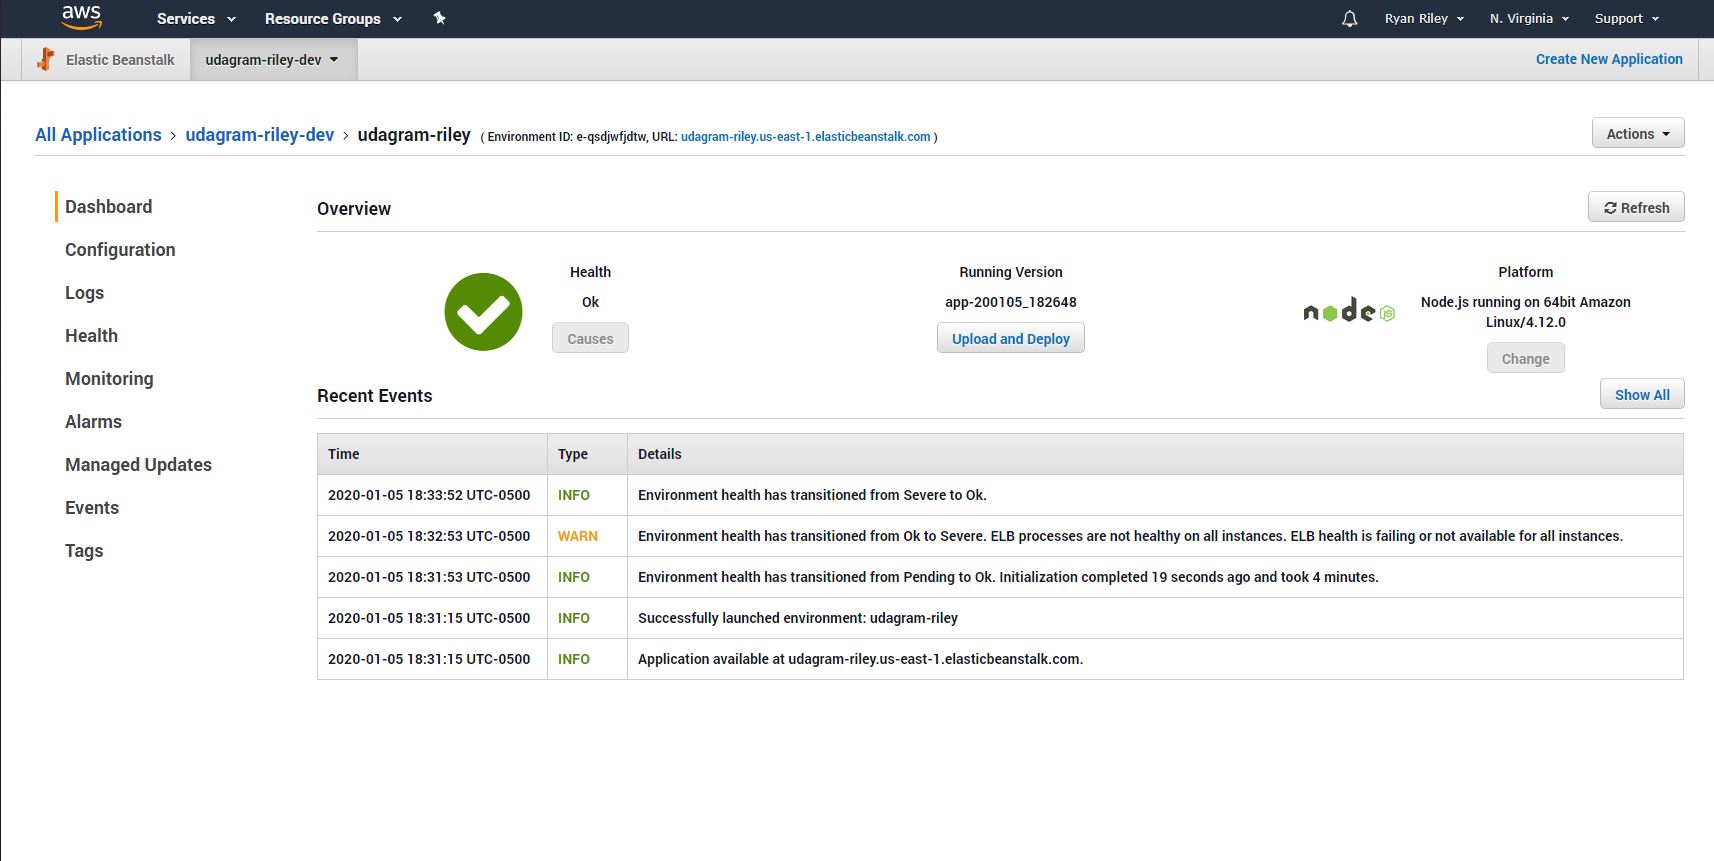 aws Services Resource Groups Ryan Riley N. Virginia Support
Elastic Beanstalk udagram-riley-dev Create New Application
All Applications > udagram-riley-dev > udagram-riley ( Environment ID: e-qsdjwfjdtw, URL: udagram-riley.us-east-1.elasticbeanstalk.com ) Actions
Dashboard
Configuration
Logs
Health
Monitoring
Alarms
Managed Updates
Events
Tags
Overview Refresh
Health
Ok
Causes
Running Version
app-200105_182648
Upload and Deploy
node JS
Platform
Node.js running on 64bit Amazon
Linux/4.12.0
Change
Recent Events Show All
Time Type Details
2020-01-05 18:33:52 UTC-0500 INFO Environment health has transitioned from Severe to Ok.
2020-01-05 18:32:53 UTC-0500 WARN Environment health has transitioned from Ok to Severe. ELB processes are not healthy on all instances. ELB health is failing or not available for all instances.
2020-01-05 18:31:53 UTC-0500 INFO Environment health has transitioned from Pending to Ok. Initialization completed 19 seconds ago and took 4 minutes.
2020-01-05 18:31:15 UTC-0500 INFO Successfully launched environment: udagram-riley
2020-01-05 18:31:15 UTC-0500 INFO Application available at udagram-riley.us-east-1.elasticbeanstalk.com.